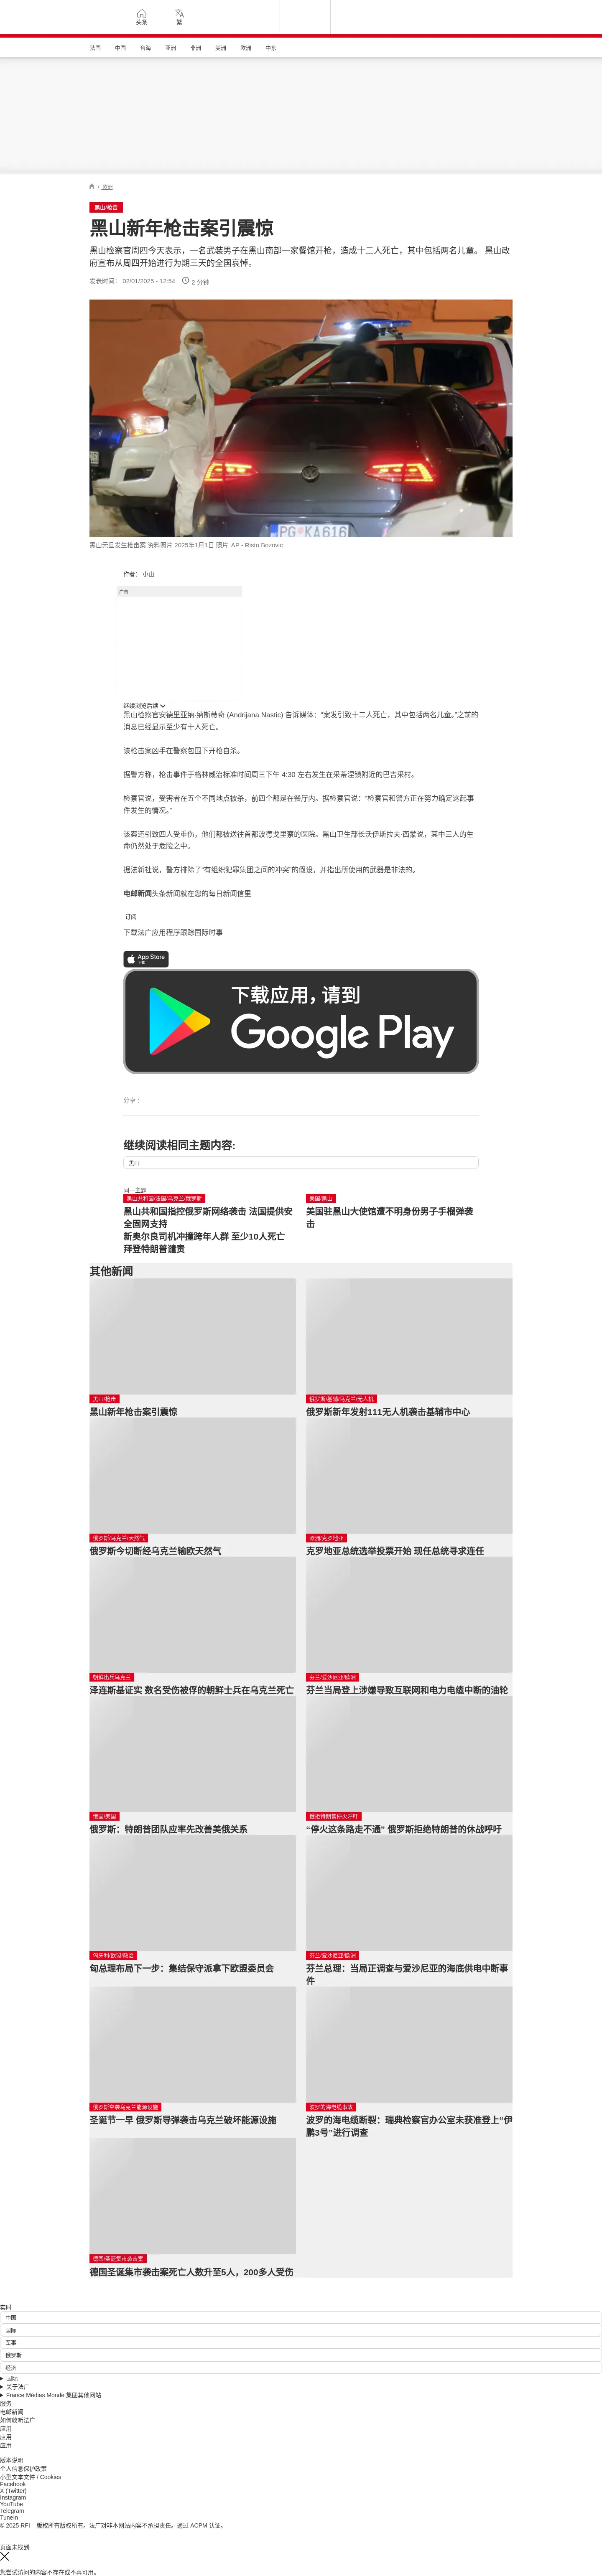 头条
繁
法国 中国 台海 亚洲 非洲 美洲 欧洲 中东
/ 欧洲
黑山/枪击
黑山新年枪击案引震惊
黑山检察官周四今天表示，一名武装男子在黑山南部一家餐馆开枪，造成十二人死亡，其中包括两名儿童。 黑山政
府宣布从周四开始进行为期三天的全国哀悼。
发表时间： 02/01/2025 - 12:54 2 分钟
PG KA616
黑山元旦发生枪击案 资料照片 2025年1月1日 照片 AP - Risto Bozovic
作者： 小山
广告
继续浏览后续
黑山检察官安德里亚纳·纳斯蒂奇 (Andrijana Nastic) 告诉媒体："案发引致十二人死亡，其中包括两名儿童。"之前的
消息已经显示至少有十人死亡。
该枪击案凶手在警察包围下开枪自杀。
据警方称，枪击事件于格林威治标准时间周三下午 4:30 左右发生在采蒂涅镇附近的巴吉采村。
检察官说，受害者在五个不同地点被杀，前四个都是在餐厅内。据检察官说："检察官和警方正在努力确定这起事
件发生的情况。"
该案还引致四人受重伤，他们都被送往首都波德戈里察的医院。黑山卫生部长沃伊斯拉夫·西蒙说，其中三人的生
命仍然处于危险之中。
据法新社说，警方排除了"有组织犯罪集团之间的冲突"的假设，并指出所使用的武器是非法的。
电邮新闻头条新闻就在您的每日新闻信里
订阅
下载法广应用程序跟踪国际时事
App Store
下载
下载应用，请到
Google Play
分享 :
继续阅读相同主题内容:
黑山
同一主题
黑山共和国/法国/乌克兰/俄罗斯
黑山共和国指控俄罗斯网络袭击 法国提供安
全固网支持
新奥尔良司机冲撞跨年人群 至少10人死亡
拜登特朗普谴责
美国/黑山
美国驻黑山大使馆遭不明身份男子手榴弹袭
击
其他新闻
黑山/枪击
黑山新年枪击案引震惊
俄罗斯/基辅/乌克兰/无人机
俄罗斯新年发射111无人机袭击基辅市中心
俄罗斯/乌克兰/天然气
俄罗斯今切断经乌克兰输欧天然气
欧洲/克罗地亚
克罗地亚总统选举投票开始 现任总统寻求连任
朝鲜出兵乌克兰
泽连斯基证实 数名受伤被俘的朝鲜士兵在乌克兰死亡
芬兰/爱沙尼亚/欧洲
芬兰当局登上涉嫌导致互联网和电力电缆中断的油轮
俄国/美国
俄罗斯：特朗普团队应率先改善美俄关系
俄拒特朗普停火呼吁
"停火这条路走不通" 俄罗斯拒绝特朗普的休战呼吁
匈牙利/欧盟/政治
匈总理布局下一步：集结保守派拿下欧盟委员会
芬兰/爱沙尼亚/欧洲
芬兰总理：当局正调查与爱沙尼亚的海底供电中断事
件
俄罗斯空袭乌克兰能源设施
圣诞节一早 俄罗斯导弹袭击乌克兰破坏能源设施
波罗的海电缆事故
波罗的海电缆断裂：瑞典检察官办公室未获准登上"伊
鹏3号"进行调查
德国/圣诞集市袭击案
德国圣诞集市袭击案死亡人数升至5人，200多人受伤
实时
中国
国际
军事
俄罗斯
经济
国际
关于法广
France Médias Monde 集团其他网站
服务
电邮新闻
如何收听法广
应用
应用
应用
版本说明
个人信息保护政策
小型文本文件 / Cookies
Facebook
X (Twitter)
Instagram
YouTube
Telegram
TuneIn
© 2025 RFI – 版权所有版权所有。法广对非本网站内容不承担责任。通过 ACPM 认证。
页面未找到
您尝试访问的内容不存在或不再可用。